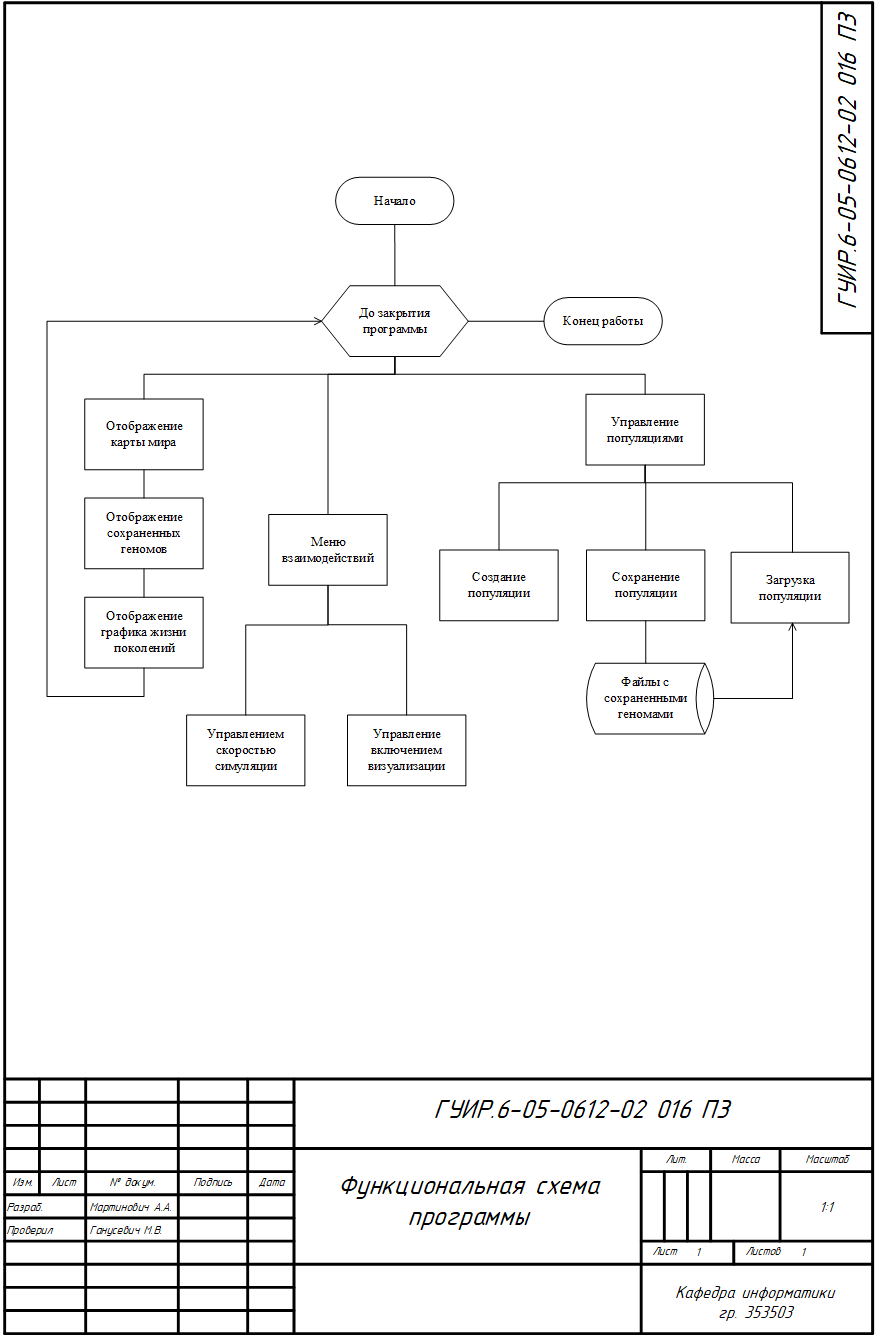 ГУИР.6-05-0612-02 016 ПЗ
Начало
До закрытия
программы
Конец работы
Отображение
карты мира
Управление
популяциями
Отображение
сохраненных
геномов
Меню
взаимодействий
Создание
популяции
Сохранение
популяции
Загрузка
популяции
Отображение
графика жизни
поколений
Файлы с
сохраненными
геномами
Управлением
скоростью
симуляции
Управление
включением
визуализации
ГУИР.6-05-0612-02 016 ПЗ
Изм. Лист № докум. Подпись Дата
Разраб. Мартинович А.А.
Проверил Ганусевич М.В.
Функциональная схема
программы
Лит. Масса Масштаб
1:1
Лист 1 Листов 1
Кафедра информатики
гр. 353503